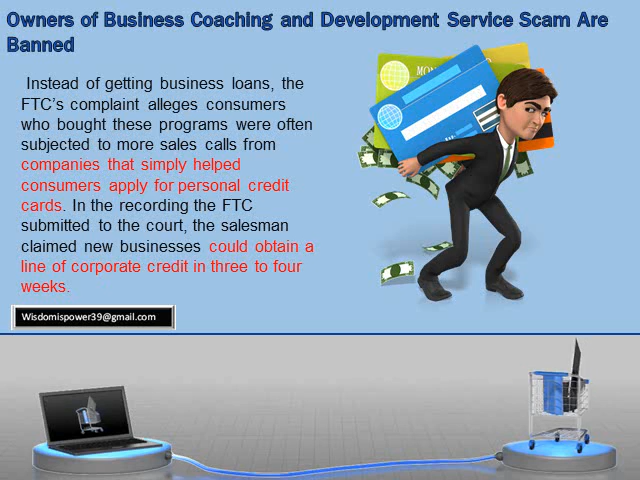 Owners of Business Coaching and Development Service Scam Are
Banned
Instead of getting business loans, the
FTC's complaint alleges consumers
who bought these programs were often
subjected to more sales calls from
companies that simply helped
consumers apply for personal credit
cards. In the recording the FTC
submitted to the court, the salesman
claimed new businesses could obtain a
line of corporate credit in three to four
weeks.
Wisdomispower39@gmail.com